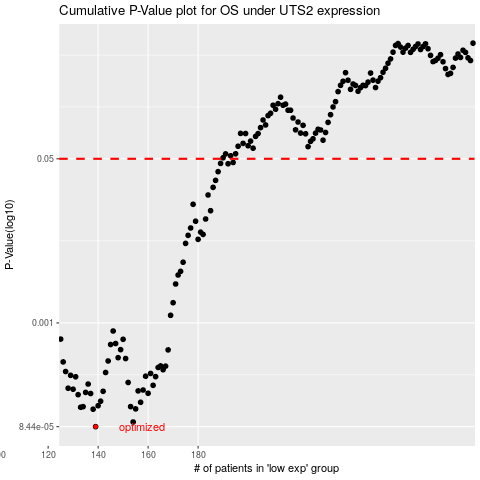 Cumulative P-Value plot for OS under UTS2 expression
P-Value(log10)
0.05
0.001
8.44e-05
optimized
00 120 140 160 180
# of patients in 'low exp' group